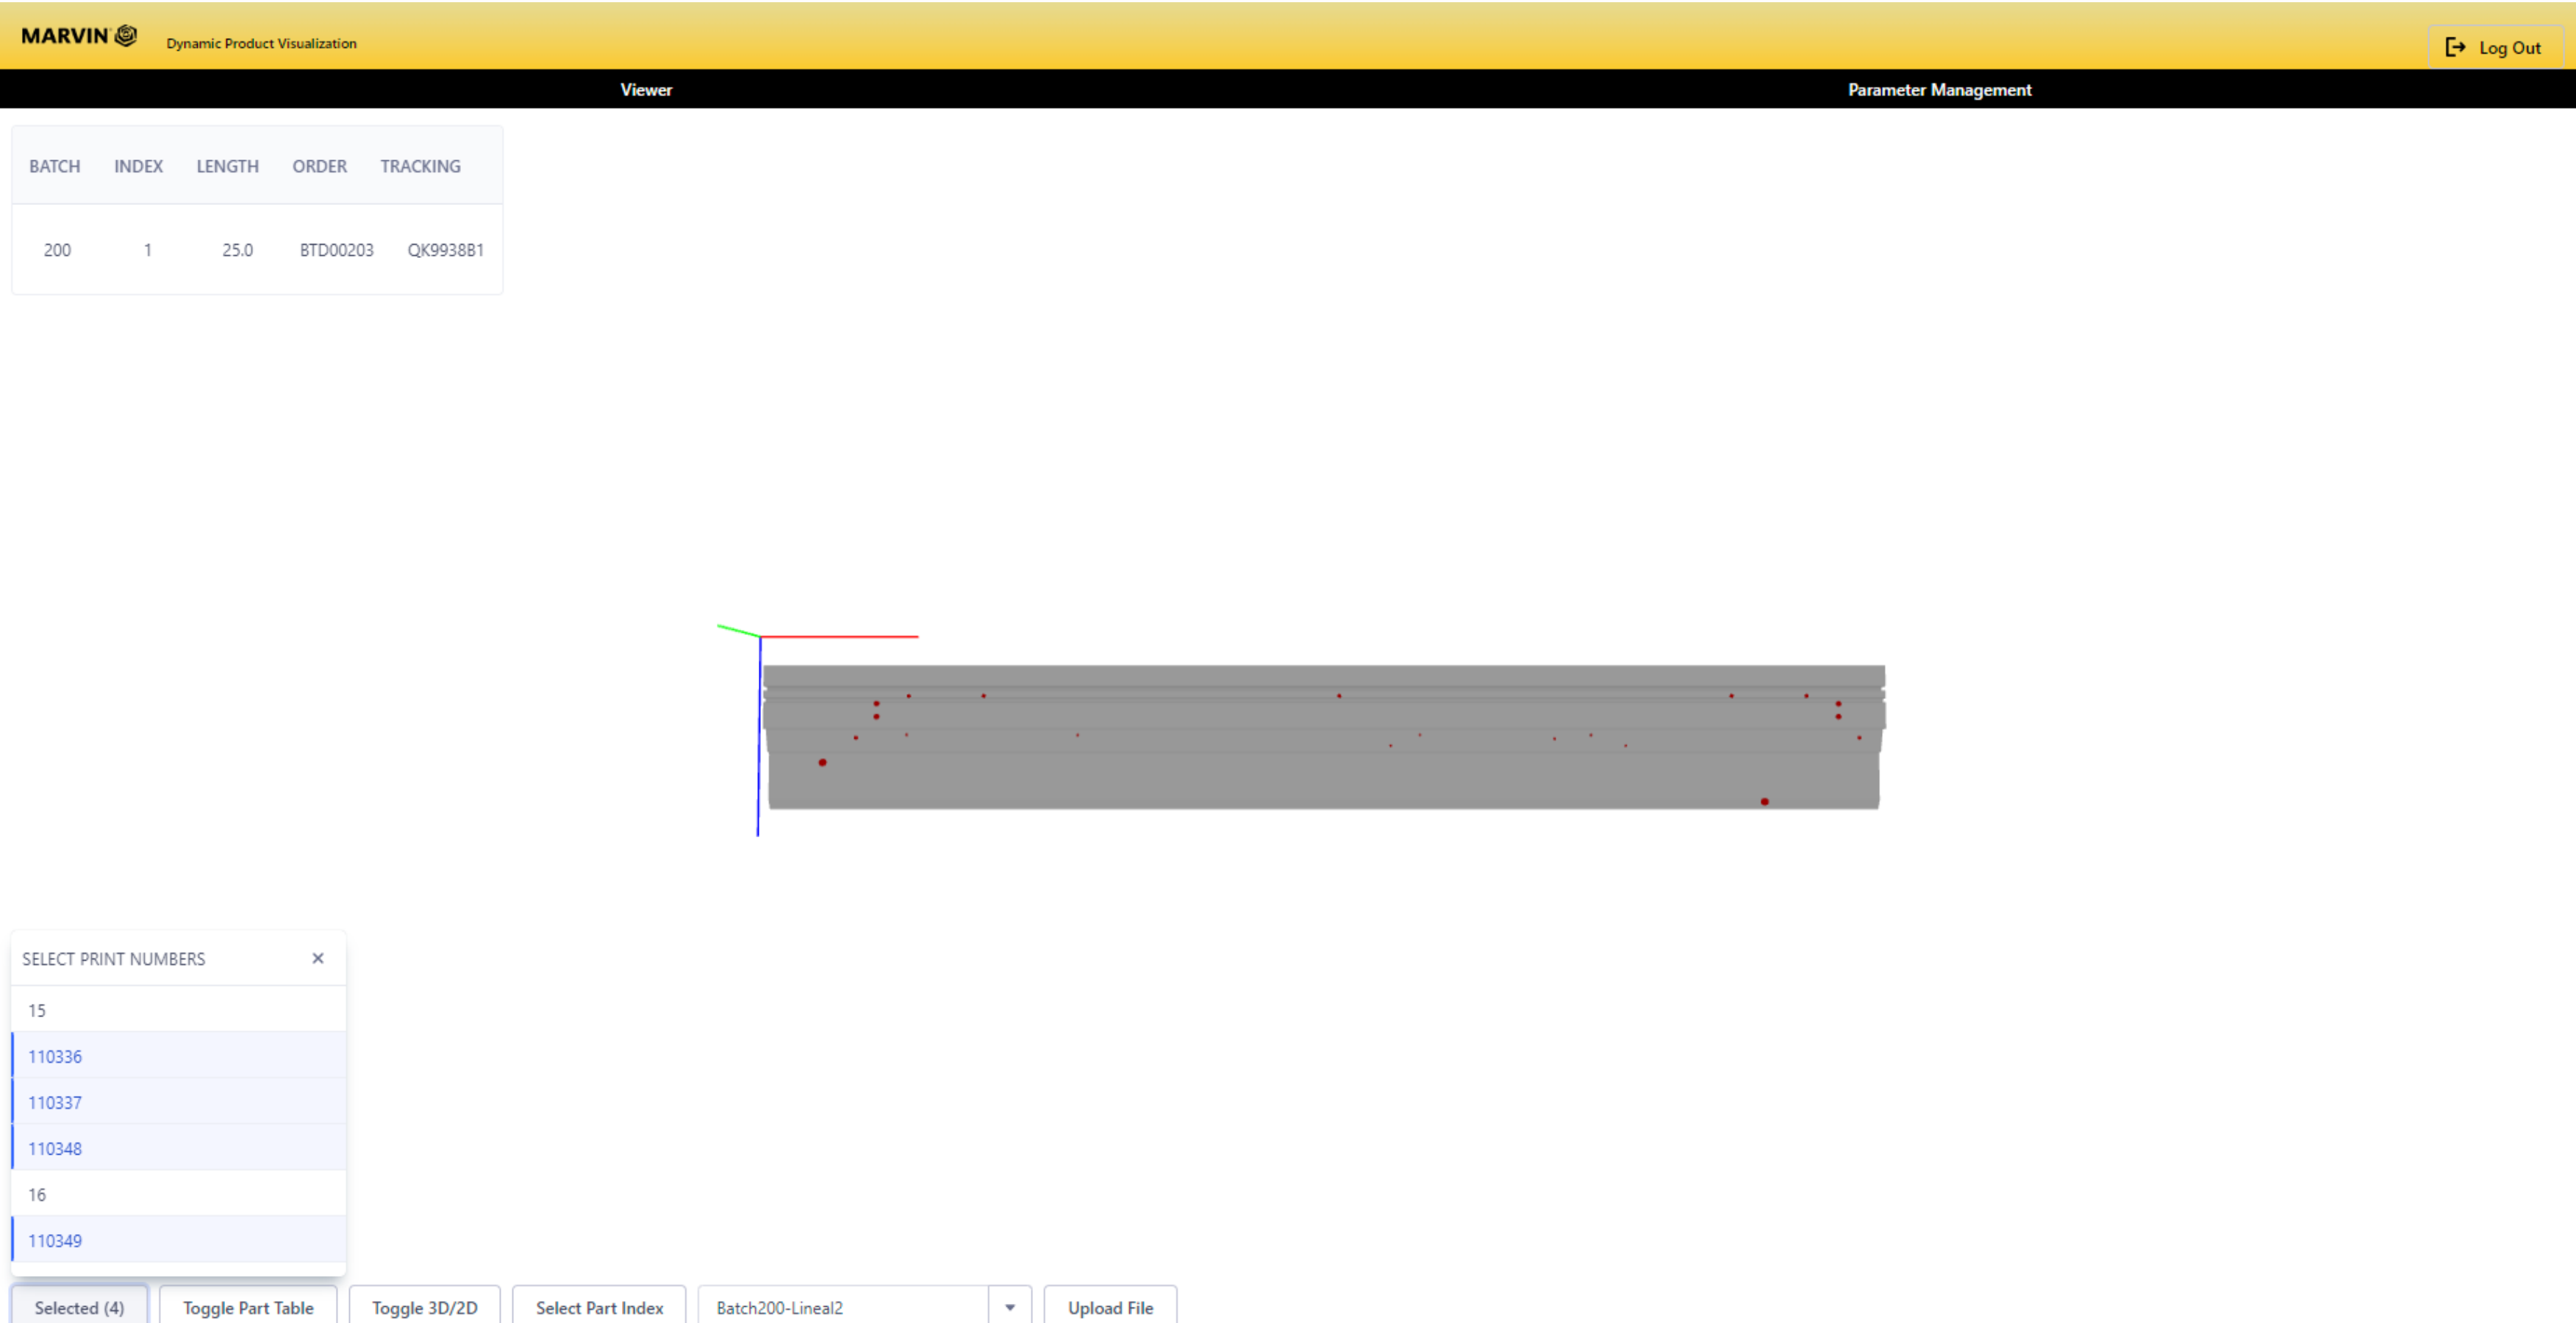 MARVIN
Dynamic Product Visualization
Log Out
Viewer
Parameter Management
BATCH INDEX LENGTH ORDER TRACKING
200 1 25.0 BTD00203 QK9938B1
SELECT PRINT NUMBERS
15
110336
110337
110348
16
110349
Selected (4) Toggle Part Table Toggle 3D/2D Select Part Index Batch200-Lineal2 Upload File